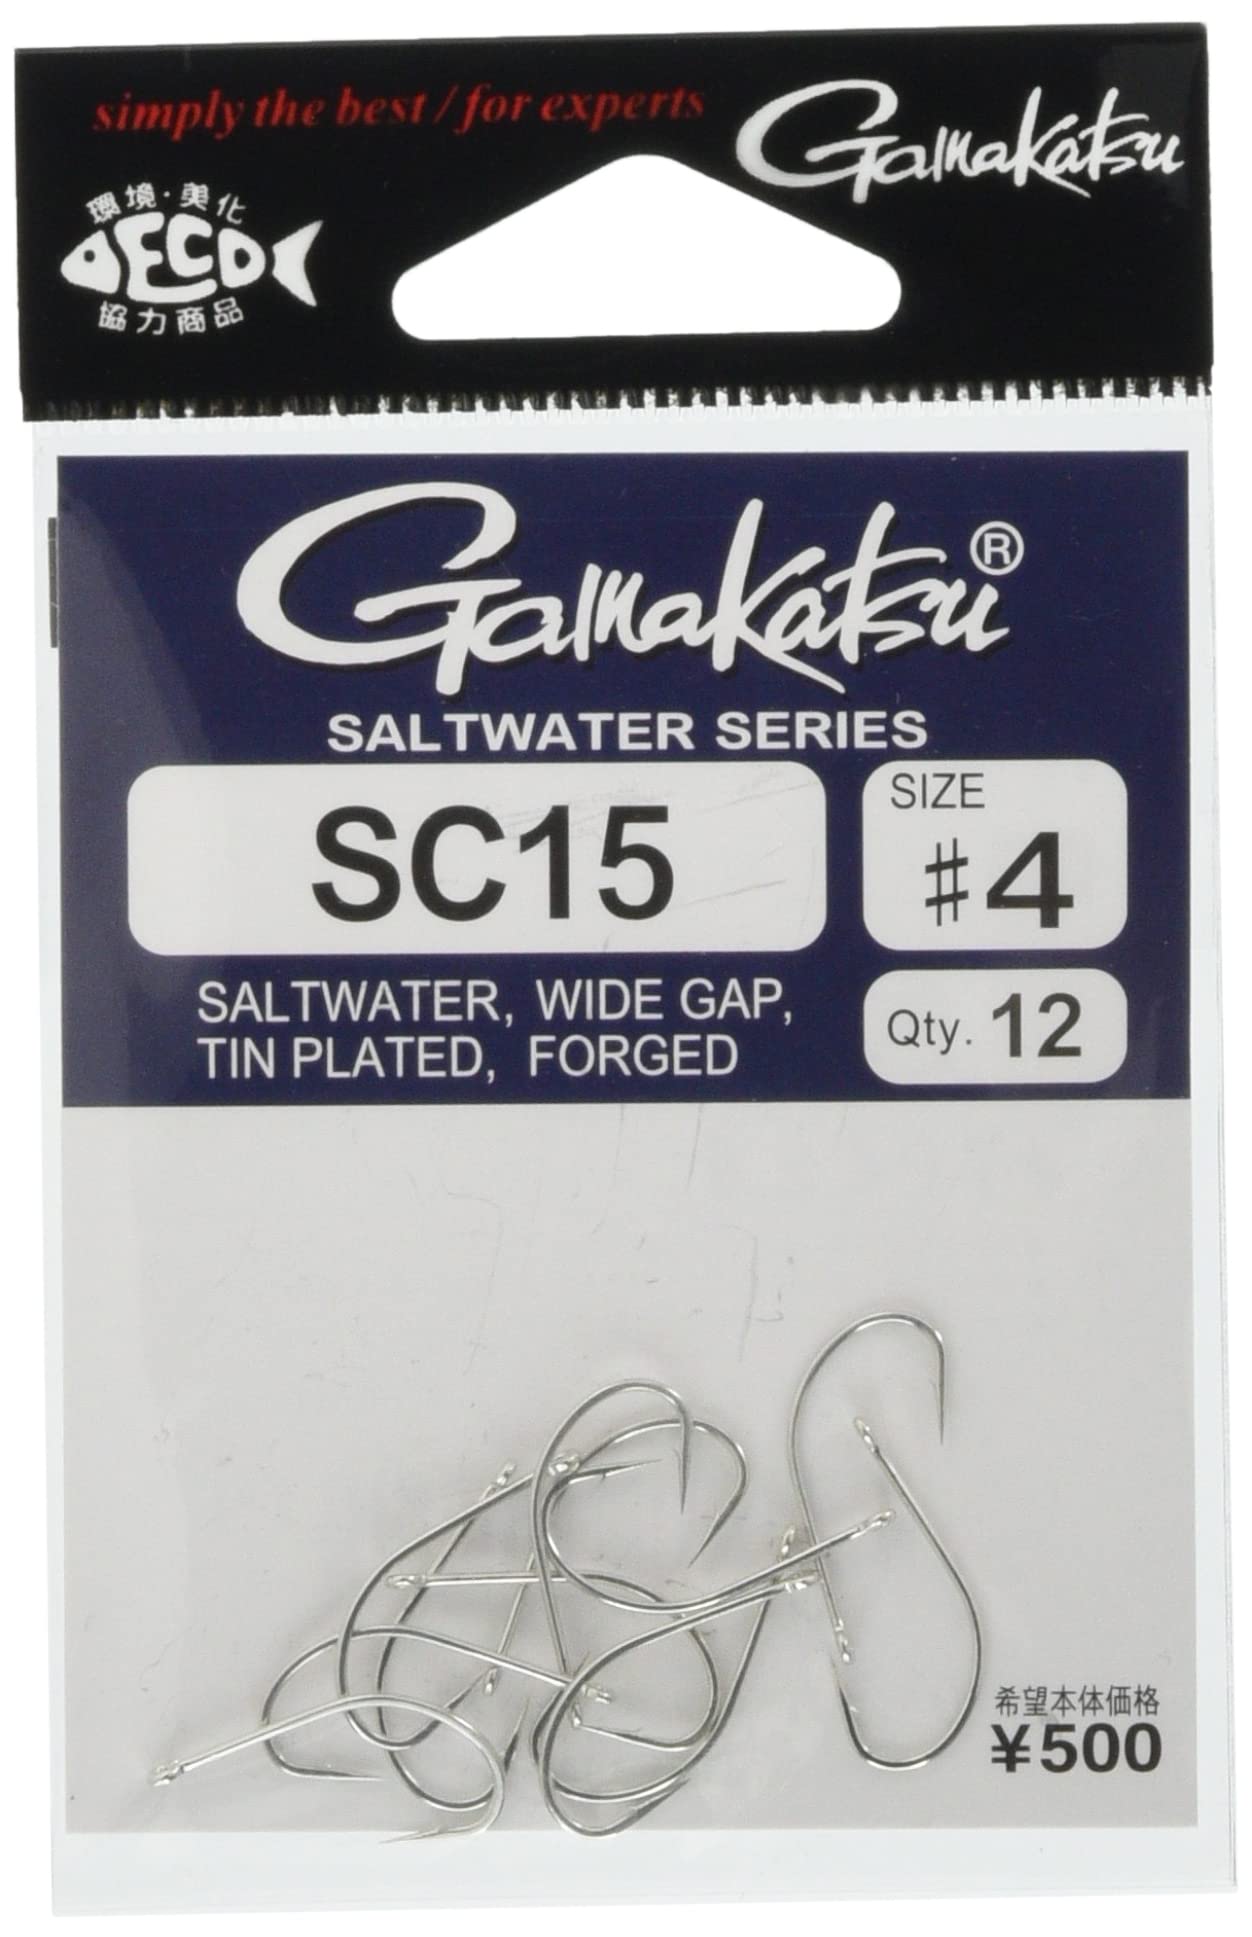 simply the best / for experts
Gamakatsu
環境・美化
ECO
協力商品
Gamakatsu®
SALTWATER SERIES
SC15
SIZE
#4
SALTWATER, WIDE GAP,
TIN PLATED, FORGED
Qty. 12
希望本体価格
¥500